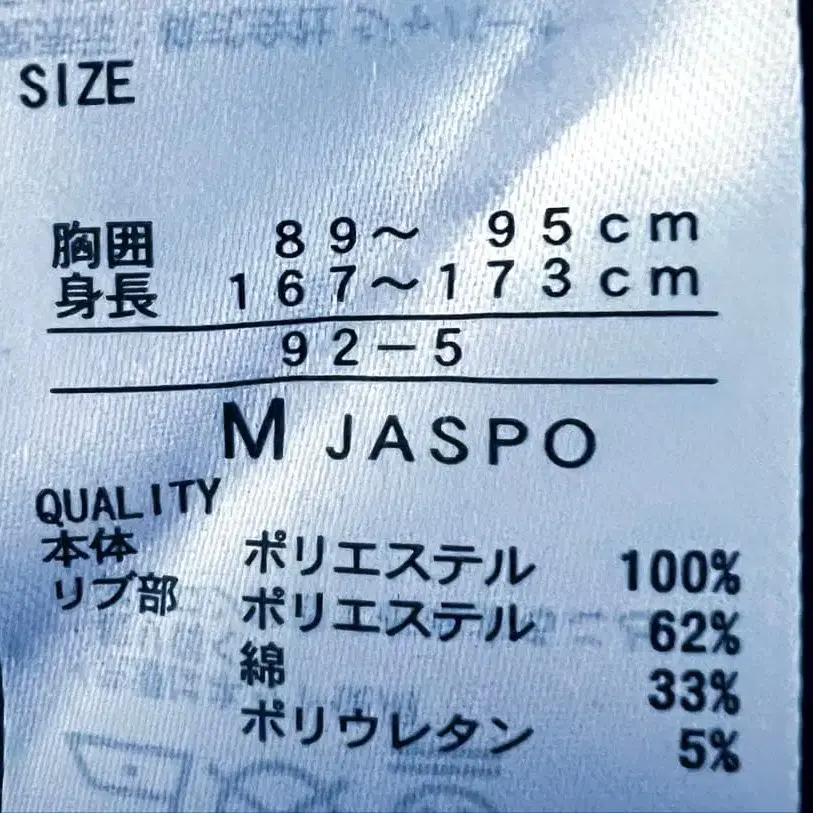 SIZE
胸囲 89～ 95cm
身長 167～173cm
92-5
M JASPO
QUALITY
本体 ポリエステル 100%
リブ部 ポリエステル 62%
綿 33%
ポリウレタン 5%